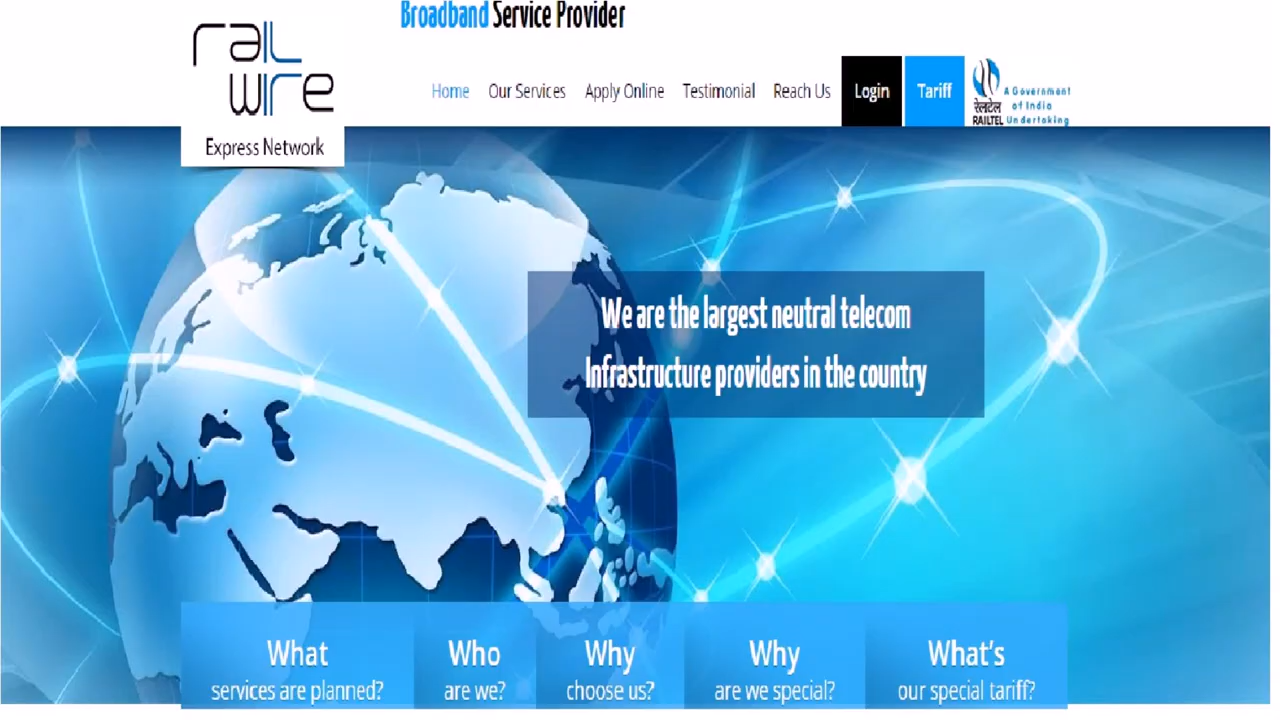 Broadband Service Provider
rail
wire
Express Network
Home Our Services Apply Online Testimonial Reach Us Login Tariff
रेलटेल
RAILTEL
A Government
of India
Undertaking
We are the largest neutral telecom
Infrastructure providers in the country
What
services are planned?
Who
are we?
Why
choose us?
Why
are we special?
What's
our special tariff?